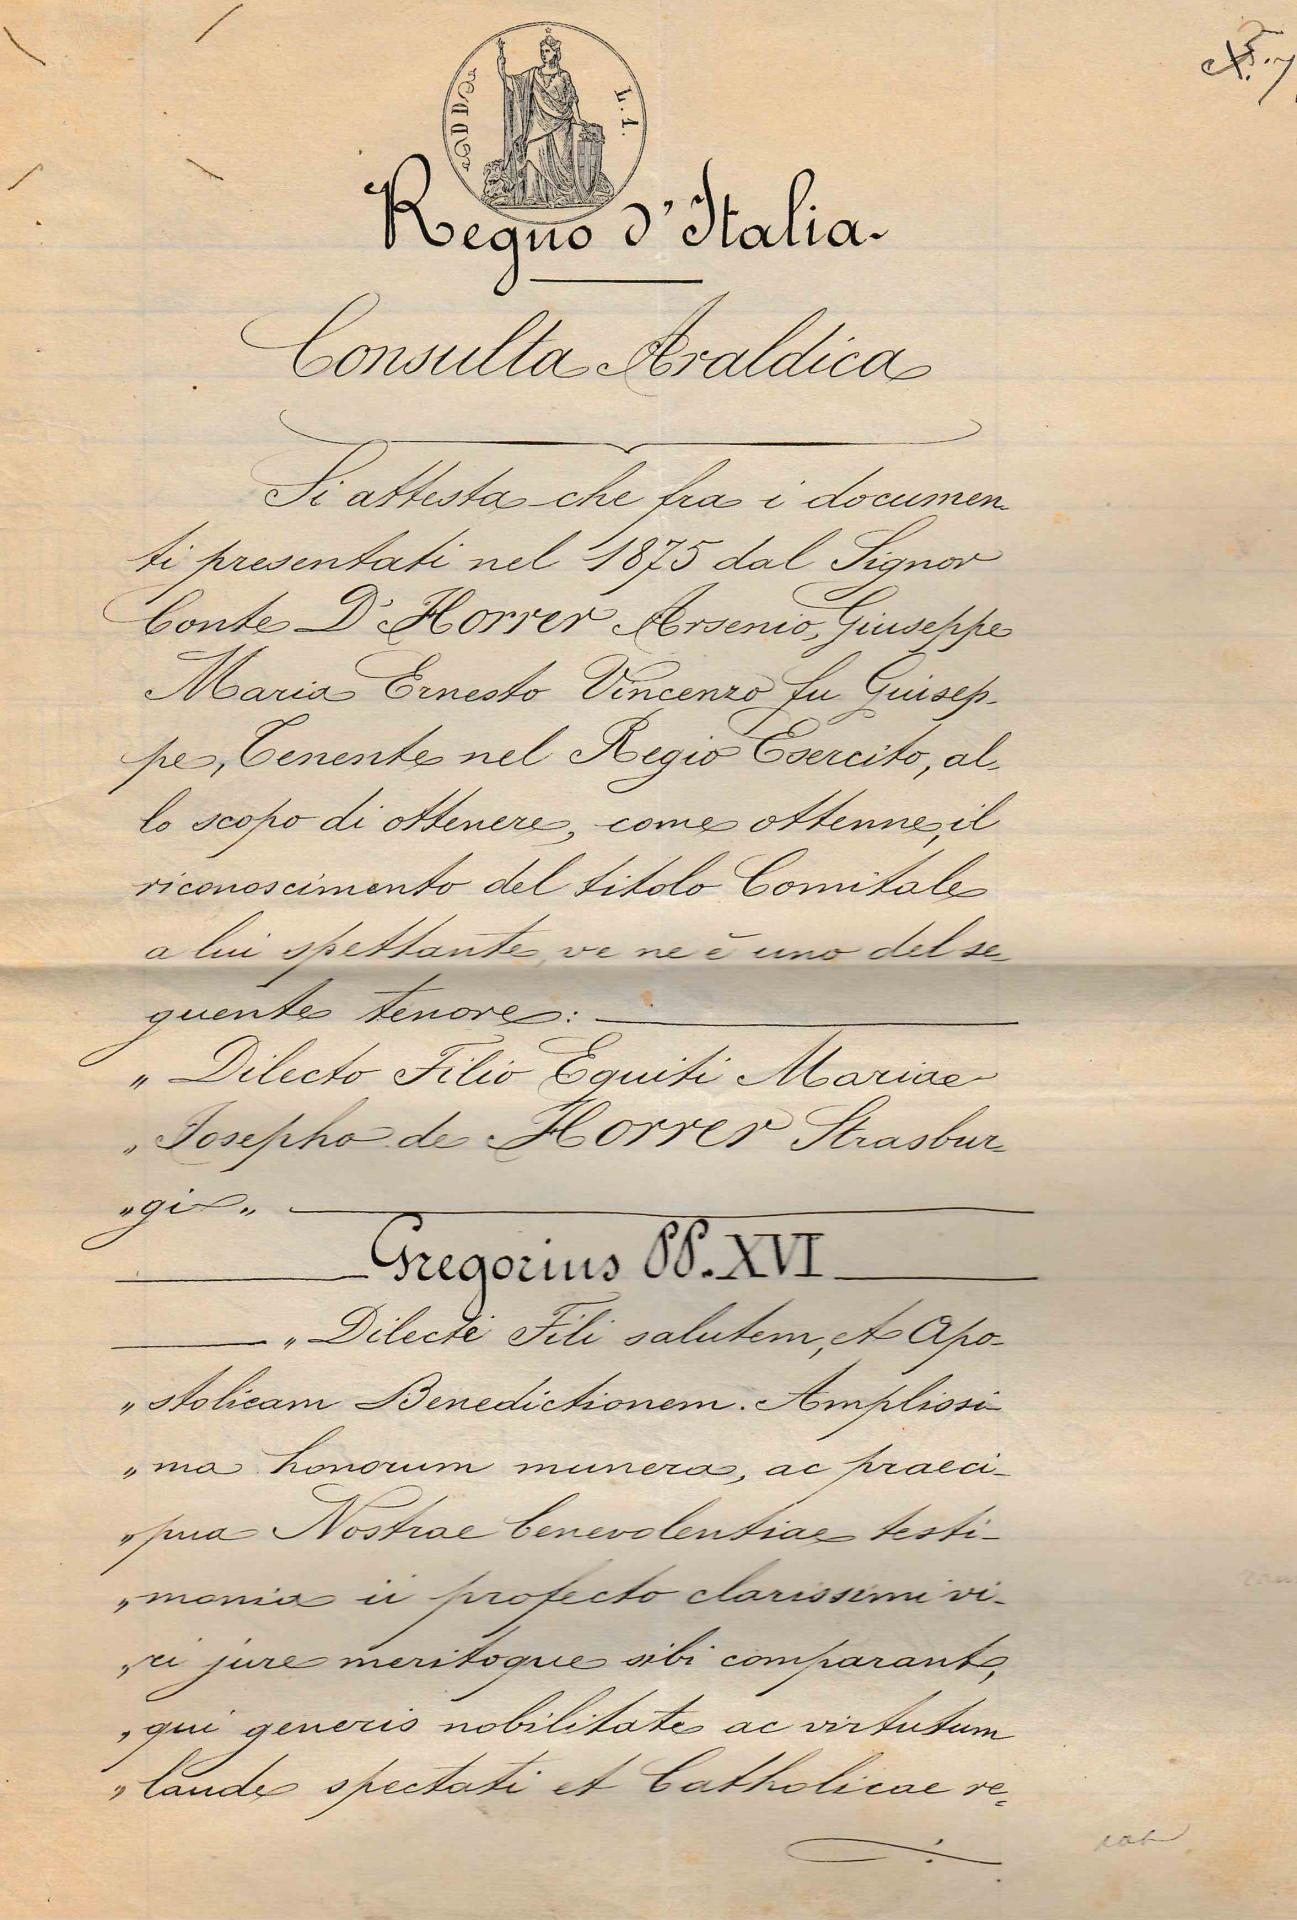 L. 1.
Regno d'Italia.
Consulta Araldica
Si attesta che fra i documen-
ti presentati nel 1875 dal Signor
Conte D'Horrer Arsenio, Giuseppe
Maria Ernesto Vincenzo fu Guisep-
pe, Tenente nel Regio Esercito, al-
lo scopo di ottenere, come ottenne, il
riconoscimento del titolo Comitale
a lui spettante, ve ne è uno del se-
guente tenore:
„ Dilecto Filio Equiti Mariae
„ Josepho de Horrer Strasbur-
„ gi „
Gregorius PP. XVI
„ Dilecte Fili salutem, et Apo-
„ stolicam Benedictionem. Ampliosi-
„ ma honorum munera, ac praeci-
„ pua Nostrae benevolentiae testi-
„ monia ii profecto clarissimi vi-
„ ri jure meritoque sibi comparant,
„ qui generis nobilitate ac virtutum
„ laude spectati et Catholicae re-